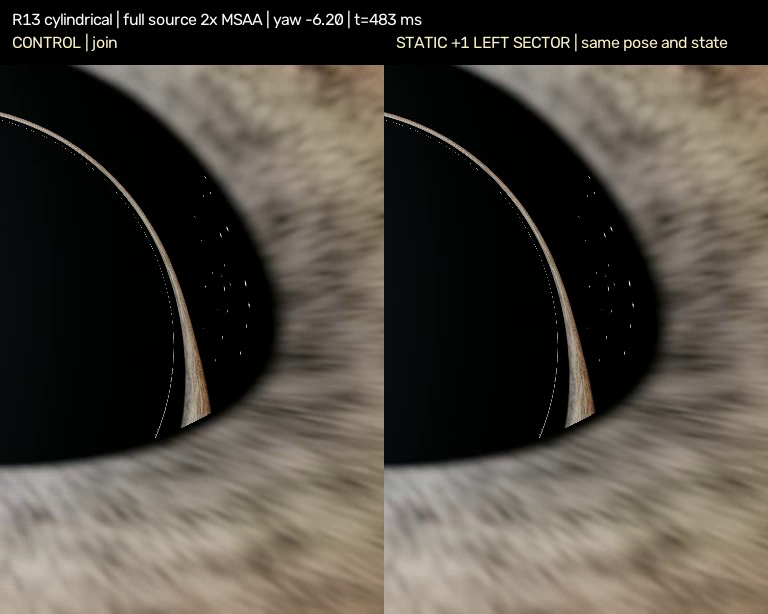 R13 cylindrical | full source 2x MSAA | yaw -6.20 | t=483 ms
CONTROL | join
STATIC +1 LEFT SECTOR | same pose and state